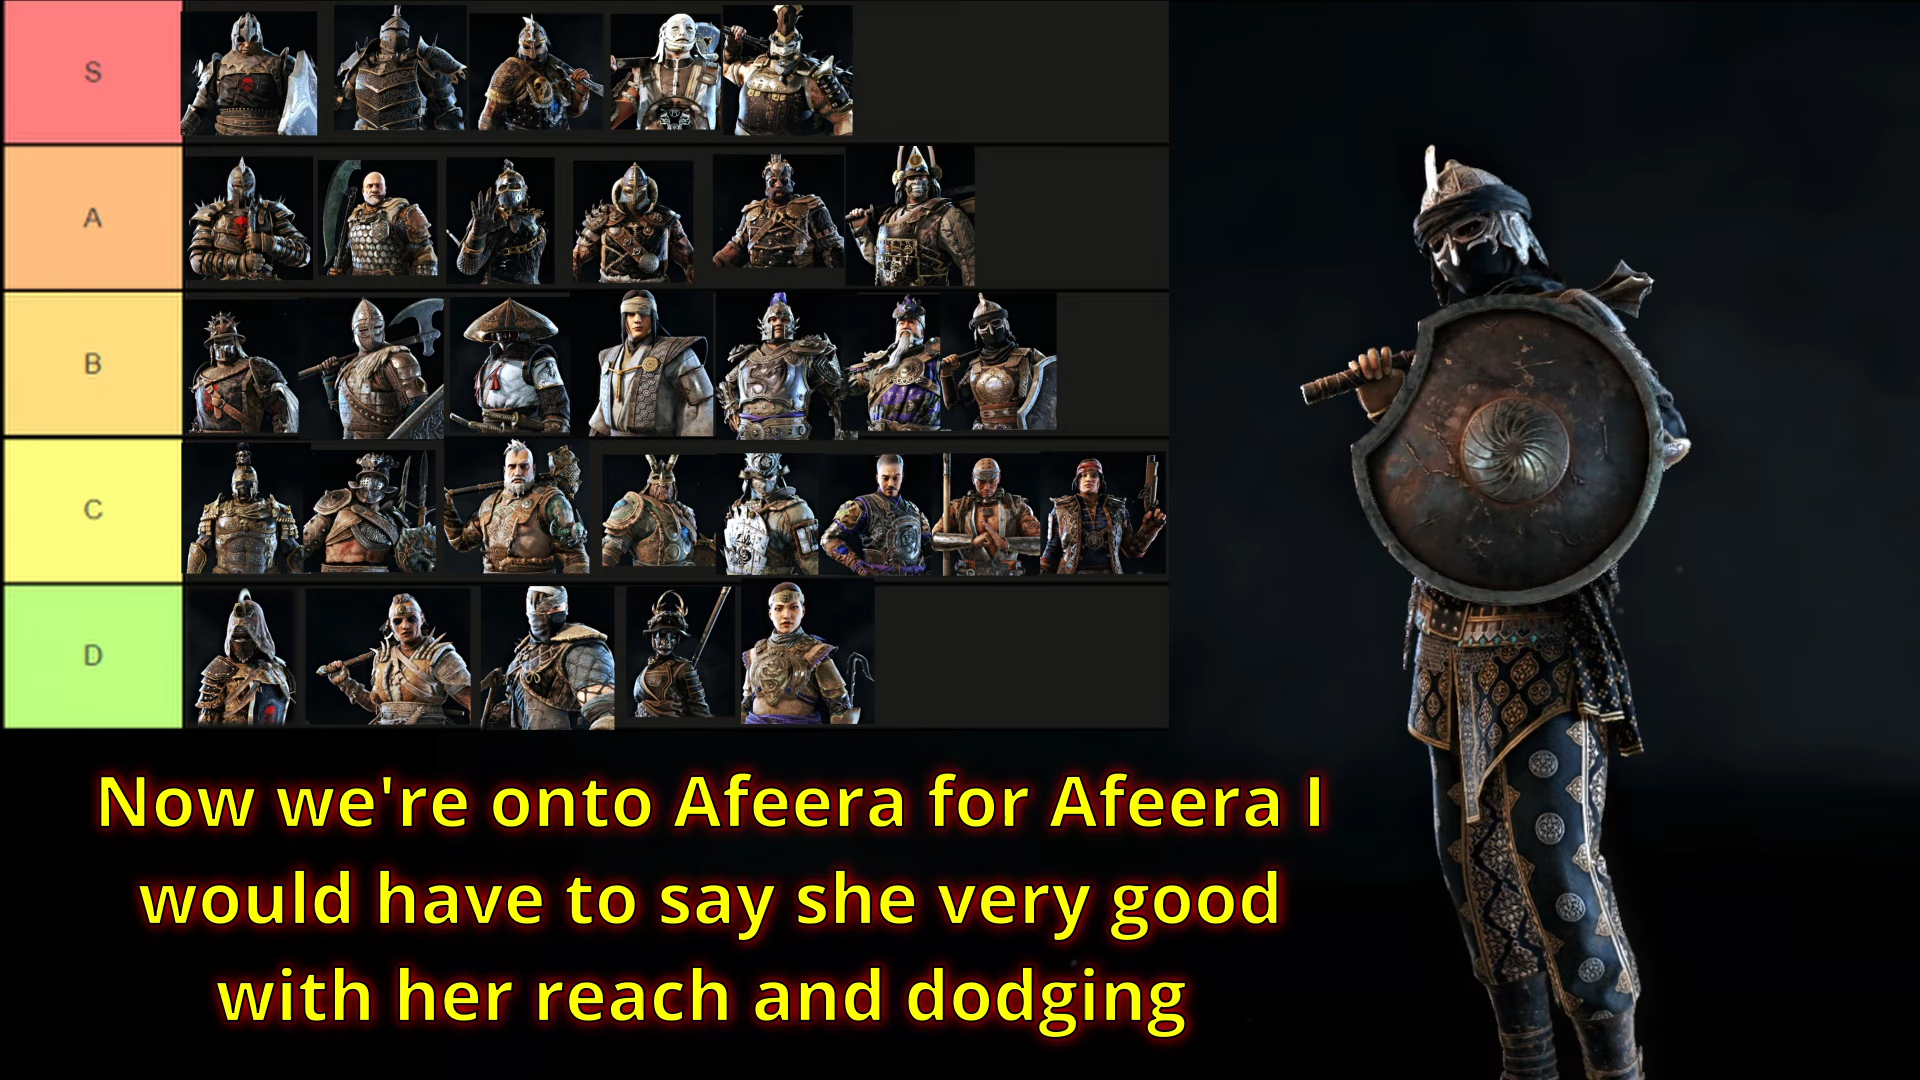 S
A
B
C
D
Now we're onto Afeera for Afeera I
would have to say she very good
with her reach and dodging